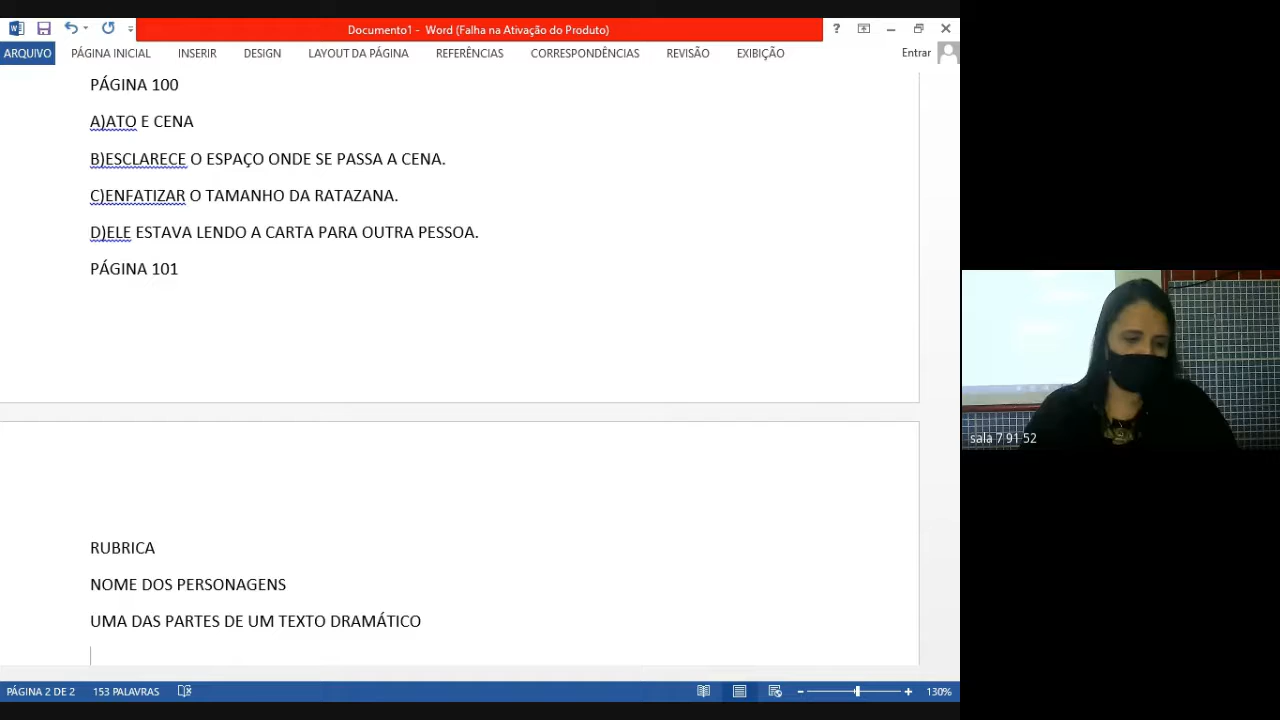 Documento1 - Word (Falha na Ativação do Produto)
ARQUIVO PÁGINA INICIAL INSERIR DESIGN LAYOUT DA PÁGINA REFERÊNCIAS CORRESPONDÊNCIAS REVISÃO EXIBIÇÃO Entrar
PÁGINA 100
A)ATO E CENA
B)ESCLARECE O ESPAÇO ONDE SE PASSA A CENA.
C)ENFATIZAR O TAMANHO DA RATAZANA.
D)ELE ESTAVA LENDO A CARTA PARA OUTRA PESSOA.
PÁGINA 101
sala 7 91 52
RUBRICA
NOME DOS PERSONAGENS
UMA DAS PARTES DE UM TEXTO DRAMÁTICO
PÁGINA 2 DE 2 153 PALAVRAS 130%